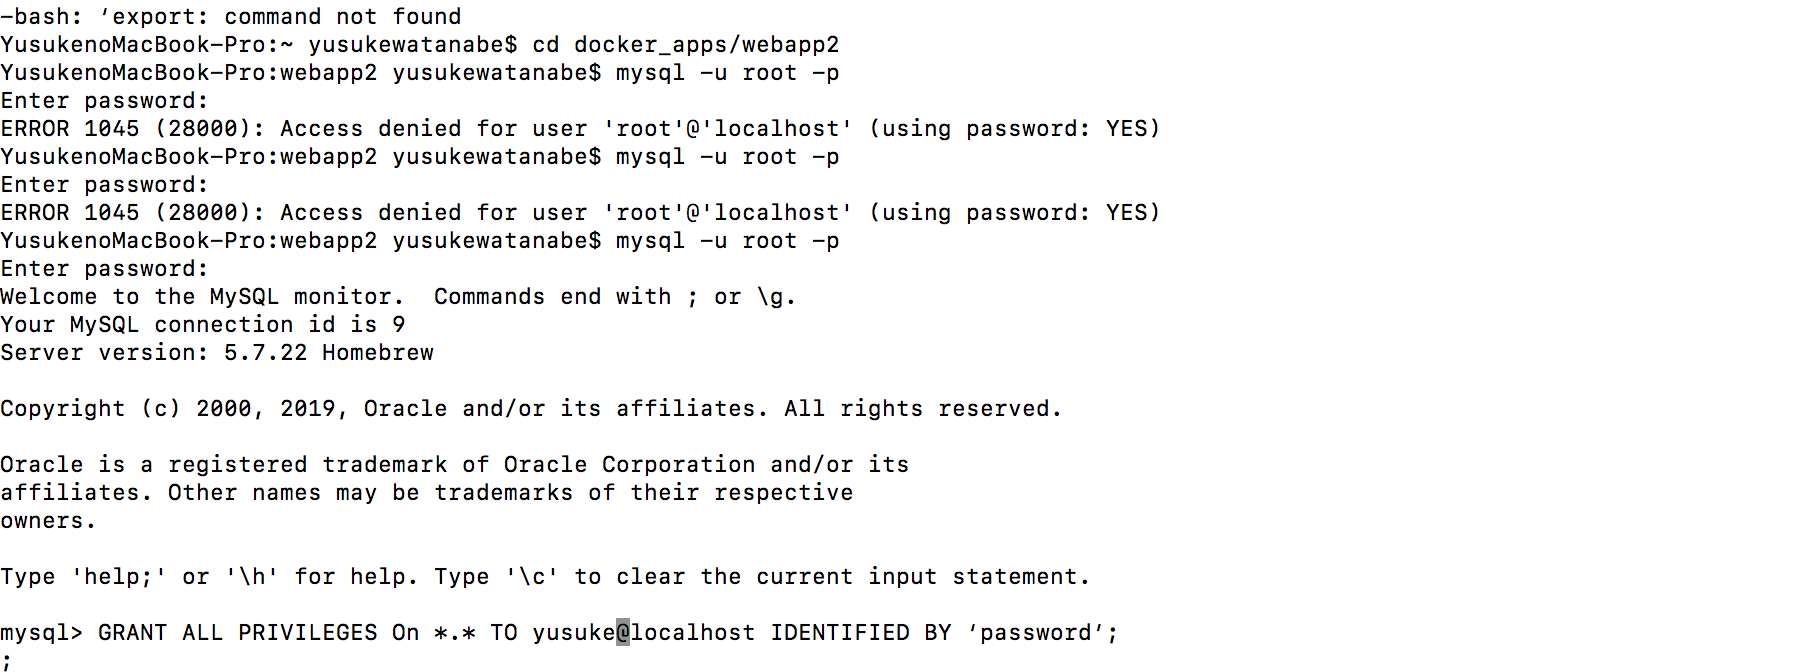 -bash: ‘export: command not found
YusukenoMacBook-Pro:~ yusukewatanabe$ cd docker_apps/webapp2
YusukenoMacBook-Pro:webapp2 yusukewatanabe$ mysql -u root -p
Enter password:
ERROR 1045 (28000): Access denied for user 'root'@'localhost' (using password: YES)
YusukenoMacBook-Pro:webapp2 yusukewatanabe$ mysql -u root -p
Enter password:
ERROR 1045 (28000): Access denied for user 'root'@'localhost' (using password: YES)
YusukenoMacBook-Pro:webapp2 yusukewatanabe$ mysql -u root -p
Enter password:
Welcome to the MySQL monitor.  Commands end with ; or \g.
Your MySQL connection id is 9
Server version: 5.7.22 Homebrew
Copyright (c) 2000, 2019, Oracle and/or its affiliates. All rights reserved.
Oracle is a registered trademark of Oracle Corporation and/or its
affiliates. Other names may be trademarks of their respective
owners.
Type 'help;' or '\h' for help. Type '\c' to clear the current input statement.
mysql> GRANT ALL PRIVILEGES On *.* TO yusuke@localhost IDENTIFIED BY ‘password’;
;